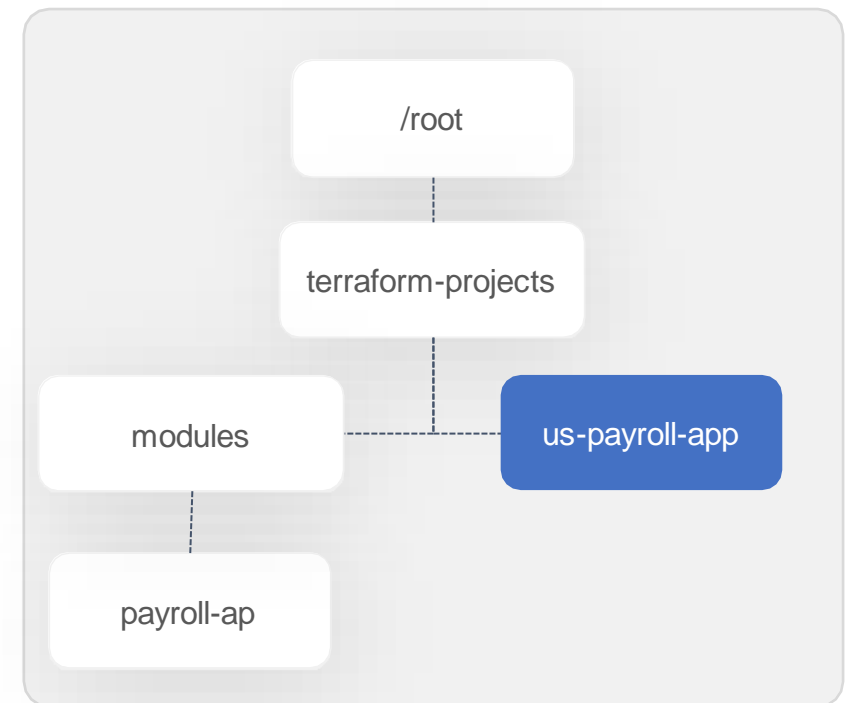 /root
terraform-projects
modules
us-payroll-app
payroll-ap